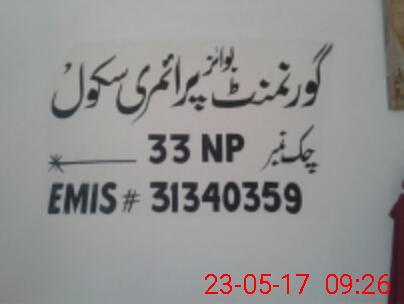 گورنمنٹ بوائز پرائمری سکول
چک نمبر 33 NP
EMIS # 31340359
23-05-17 09:26